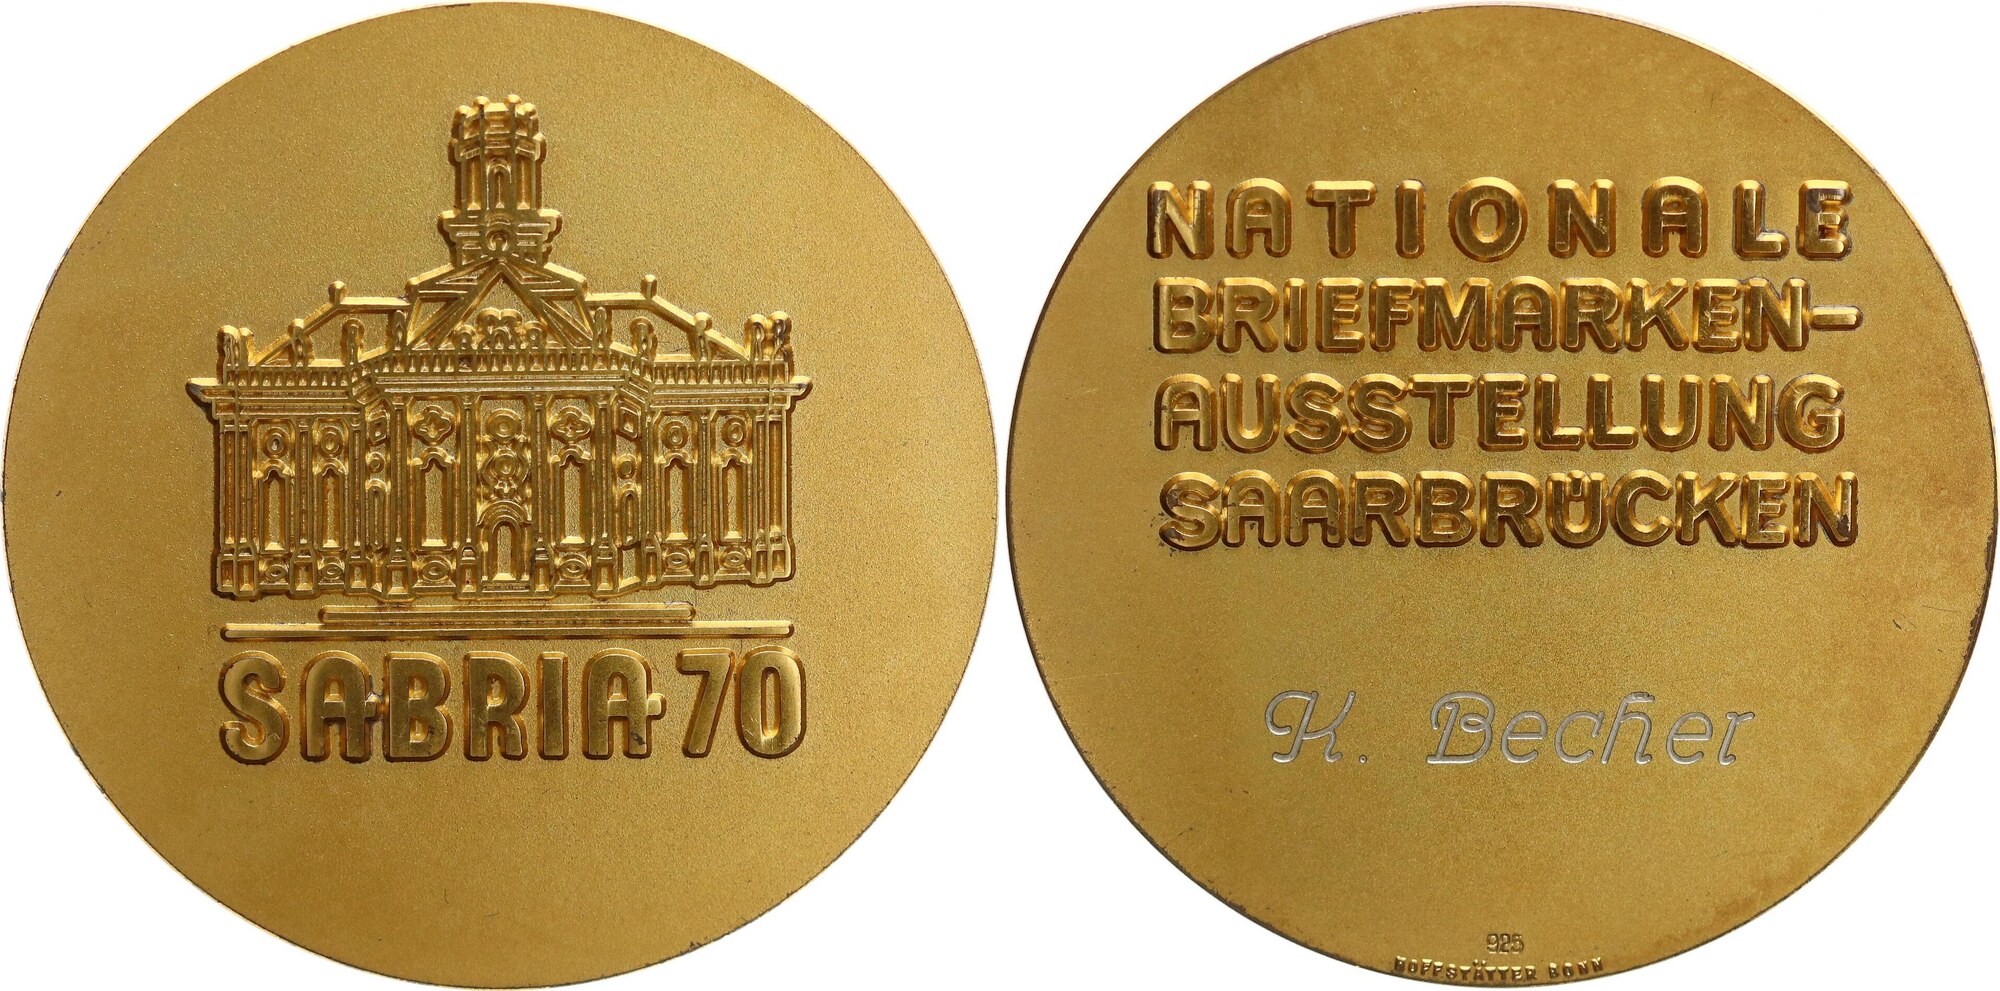 SABRIA 70
NATIONALE
BRIEFMARKEN-
AUSSTELLUNG
SAARBRÜCKEN
K. Becher
925
HOFFSTÄTTER BONN